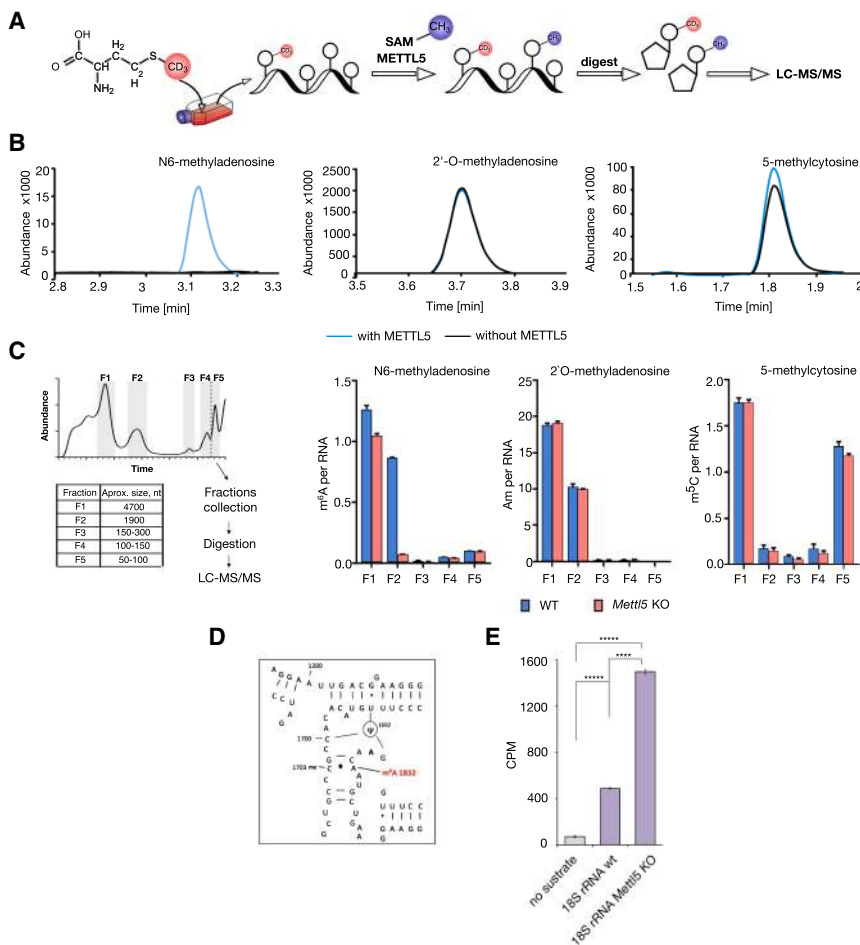 A
OH
O
CH
H₂
C
S
CD₃
NH₂
C
H
CD₃
SAM
CH₃
METTL5
CD₃
CH₃
digest
CD₃
CH₃
LC-MS/MS
B
N6-methyladenosine
Abundance x1000
20
15
10
5
0
2.8 2.9 3 3.1 3.2 3.3
Time [min]
2'-O-methyladenosine
Abundance x1000
2500
2000
1500
1000
500
0
3.5 3.6 3.7 3.8 3.9
Time [min]
5-methylcytosine
Abundance x1000
100
80
60
40
20
0
1.5 1.6 1.7 1.8 1.9 2
Time [min]
with METTL5 without METTL5
C
F1 F2 F3 F4 F5
Abundance
Time
Fraction Aprox. size, nt
F1 4700
F2 1900
F3 150-300
F4 100-150
F5 50-100
Fractions
collection
Digestion
LC-MS/MS
N6-methyladenosine
m⁶A per RNA
1.5
1.0
0.5
0.0
F1 F2 F3 F4 F5
2`O-methyladenosine
Am per RNA
25
20
15
10
5
0
F1 F2 F3 F4 F5
5-methylcytosine
m⁵C per RNA
2.0
1.5
1.0
0.5
0.0
F1 F2 F3 F4 F5
WT Mettl5 KO
D
1200
Ψ
1700
1703 me
m⁶A 1832
E
CPM
1600
1200
800
400
0
*****
****
*****
no sustrate
18S rRNA wt
18S rRNA Mettl5 KO